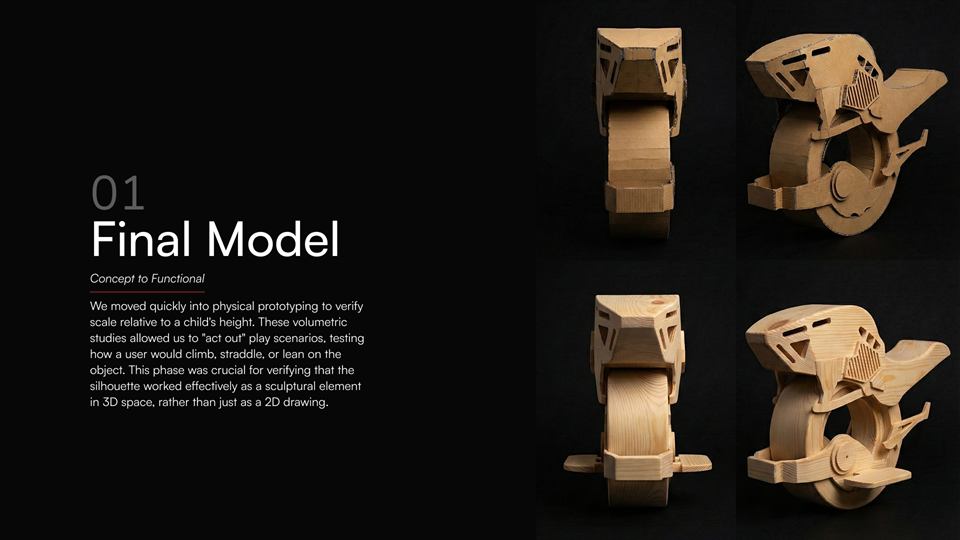 01
Final Model
Concept to Functional
We moved quickly into physical prototyping to verify
scale relative to a child's height. These volumetric
studies allowed us to "act out" play scenarios, testing
how a user would climb, straddle, or lean on the
object. This phase was crucial for verifying that the
silhouette worked effectively as a sculptural element
in 3D space, rather than just as a 2D drawing.